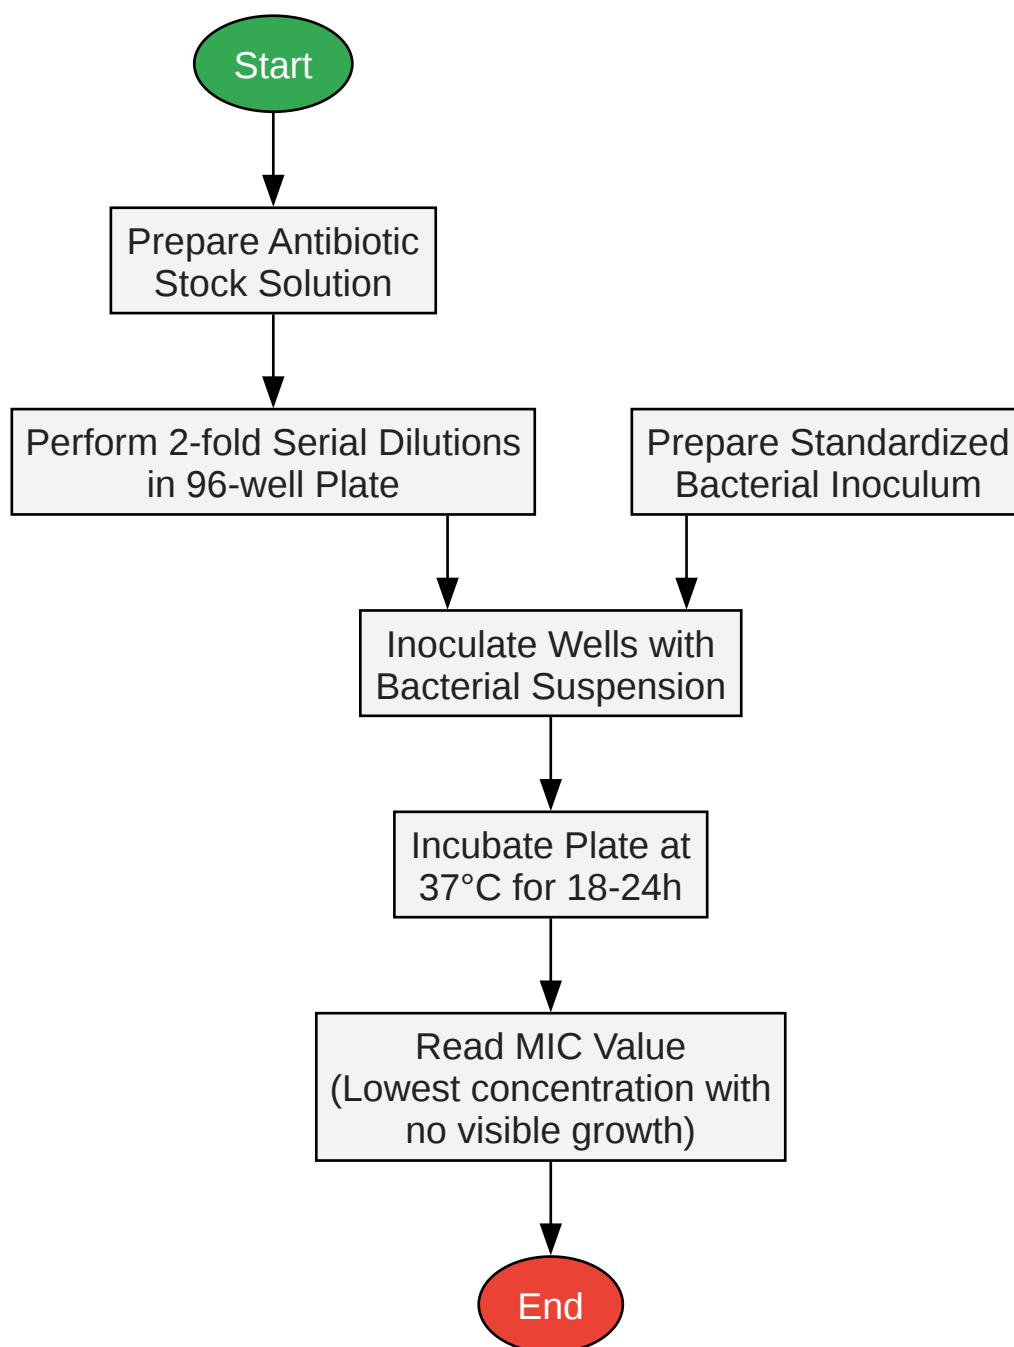 Start
Prepare Antibiotic
Stock Solution
Perform 2-fold Serial Dilutions
in 96-well Plate
Prepare Standardized
Bacterial Inoculum
Inoculate Wells with
Bacterial Suspension
Incubate Plate at
37°C for 18-24h
Read MIC Value
(Lowest concentration with
no visible growth)
End